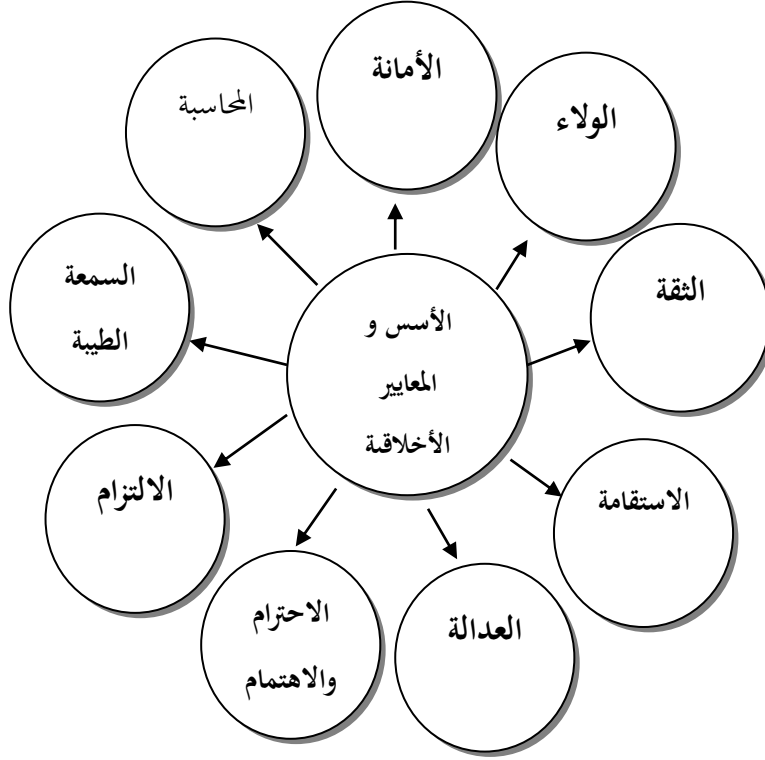 الأمانة
الولاء
المحاسبة
الثقة
السمعة
الطيبة
الأسس و
المعايير
الأخلاقية
الاستقامة
الالتزام
العدالة
الاحترام
والاهتمام